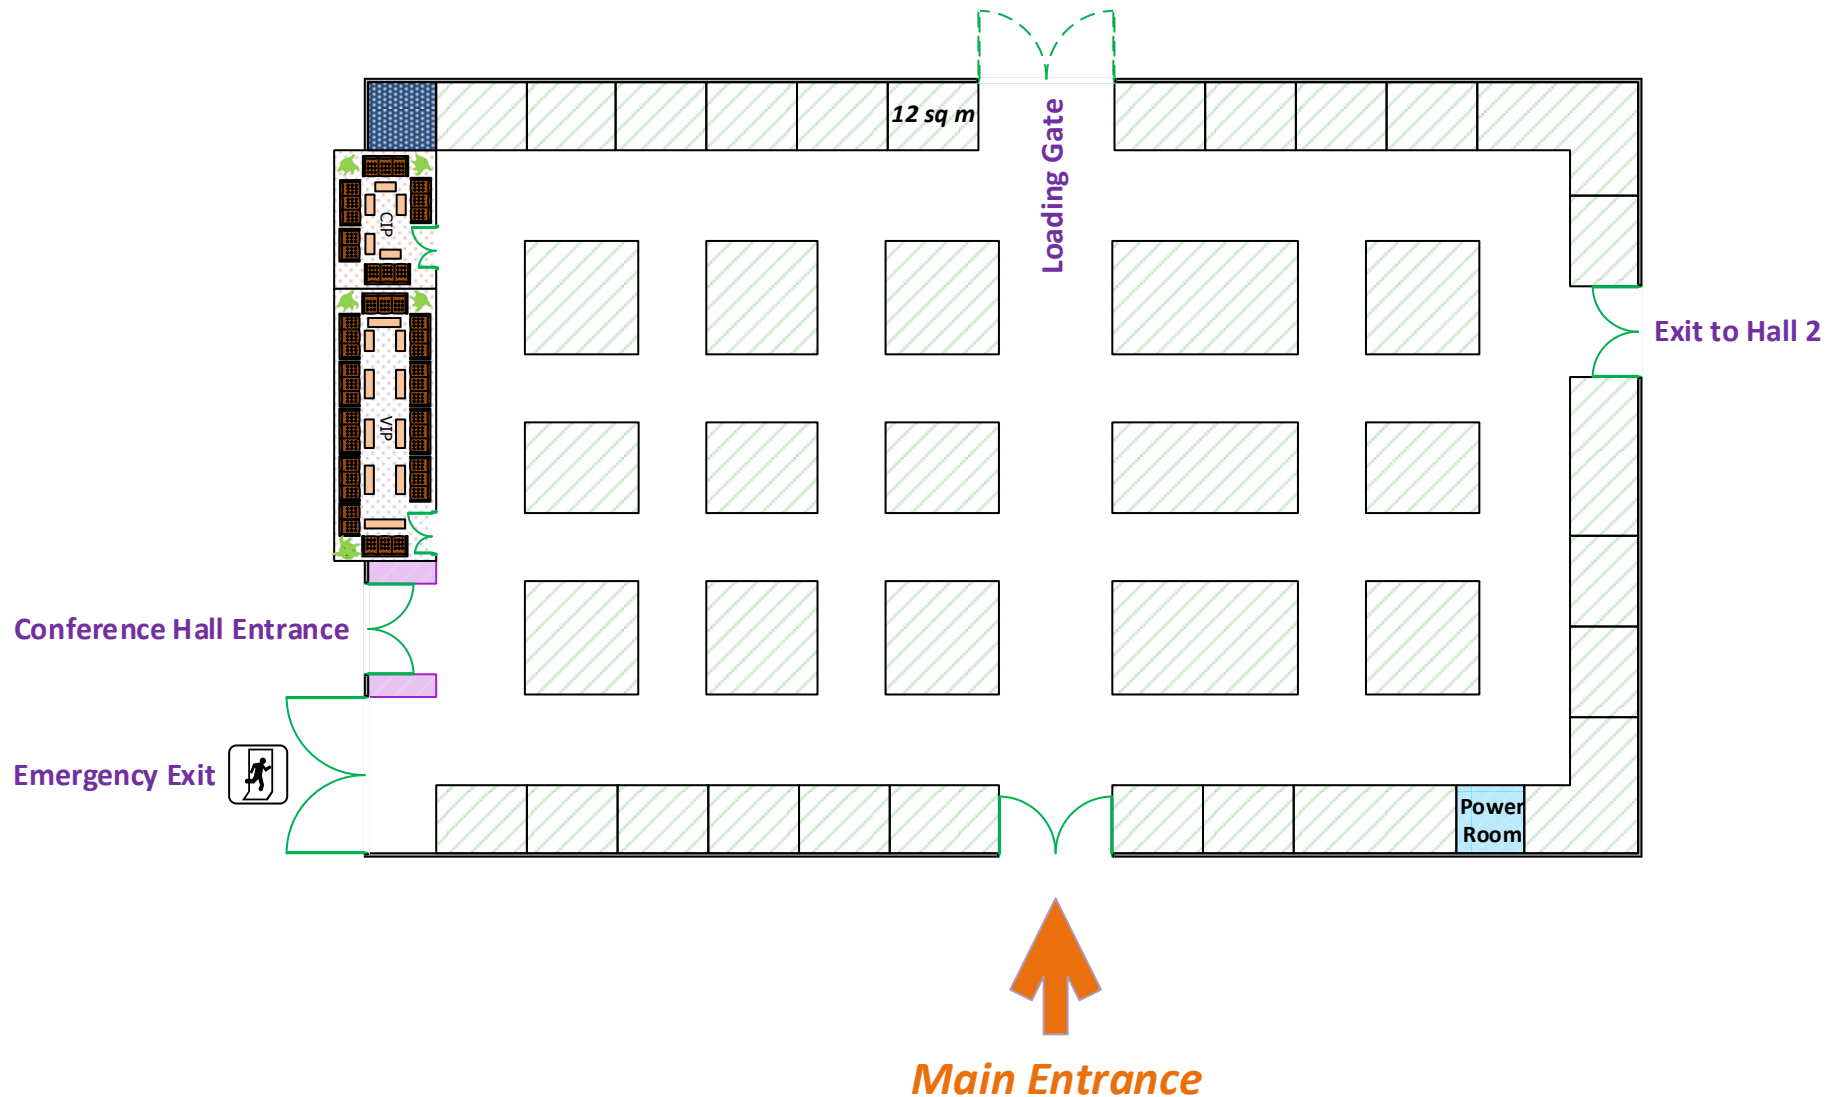 12 sq m
Loading Gate
CIP
Exit to Hall 2
VIP
Conference Hall Entrance
Emergency Exit
Power
Room
Main Entrance